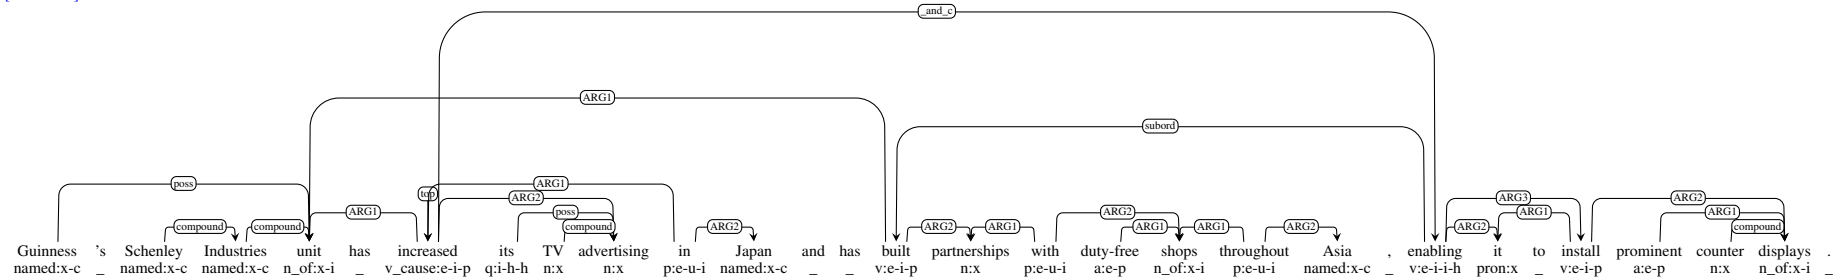 _and_c
ARG1
subord
poss ARG1 ARG2 ARG3 ARG2
top
compound compound ARG1 poss compound ARG2 ARG2 ARG1 ARG2 ARG1 ARG1 ARG2 ARG2 ARG1 ARG1 compound
Guinness 's Schenley Industries unit has increased its TV advertising in Japan and has built partnerships with duty-free shops throughout Asia , enabling it to install prominent counter displays .
named:x-c _ named:x-c named:x-c n_of:x-i _ v_cause:e-i-p q:i-h-h n:x n:x p:e-u-i named:x-c _ _ v:e-i-p n:x p:e-u-i a:e-p n_of:x-i p:e-u-i named:x-c _ v:e-i-i-h pron:x _ v:e-i-p a:e-p n:x n_of:x-i _